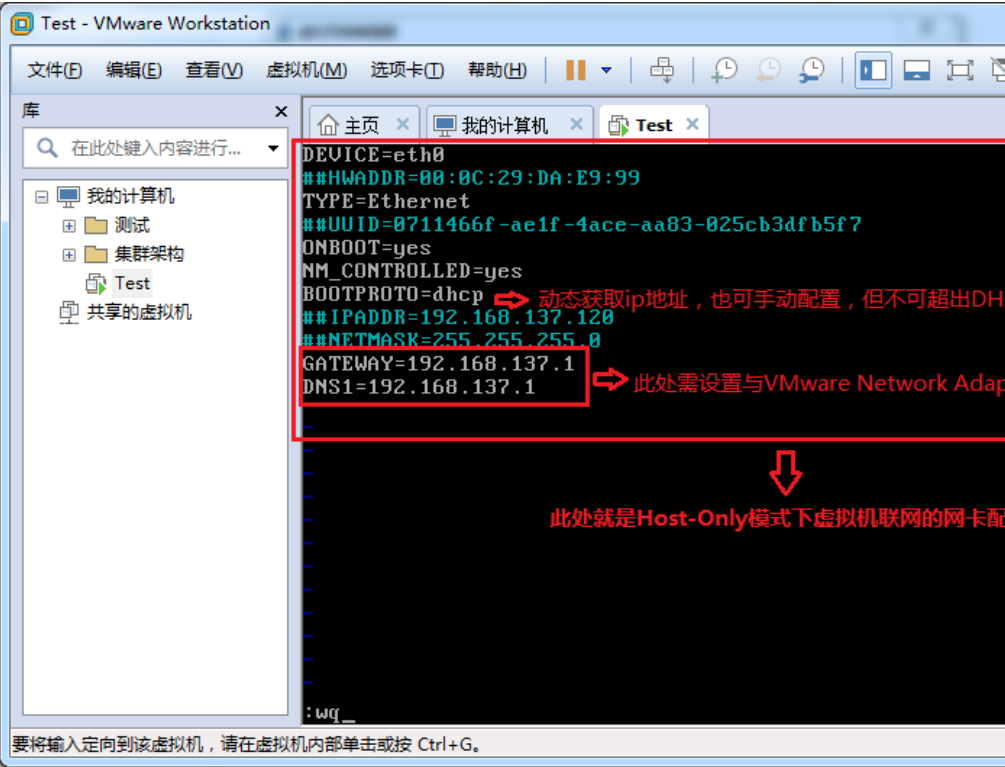 Test - VMware Workstation
文件(F) 编辑(E) 查看(V) 虚拟机(M) 选项卡(T) 帮助(H)
库
在此处键入内容进行...
我的计算机
测试
集群架构
Test
共享的虚拟机
主页 我的计算机 Test
DEVICE=eth0
##HWADDR=00:0C:29:DA:E9:99
TYPE=Ethernet
##UUID=0711466f-ae1f-4ace-aa83-025cb3dfb5f7
ONBOOT=yes
NM_CONTROLLED=yes
BOOTPROTO=dhcp 动态获取ip地址，也可手动配置，但不可超出DH
##IPADDR=192.168.137.120
##NETMASK=255.255.255.0
GATEWAY=192.168.137.1
DNS1=192.168.137.1 此处需设置与VMware Network Adap
此处就是Host-Only模式下虚拟机联网的网卡配
:wq_
要将输入定向到该虚拟机，请在虚拟机内部单击或按 Ctrl+G。